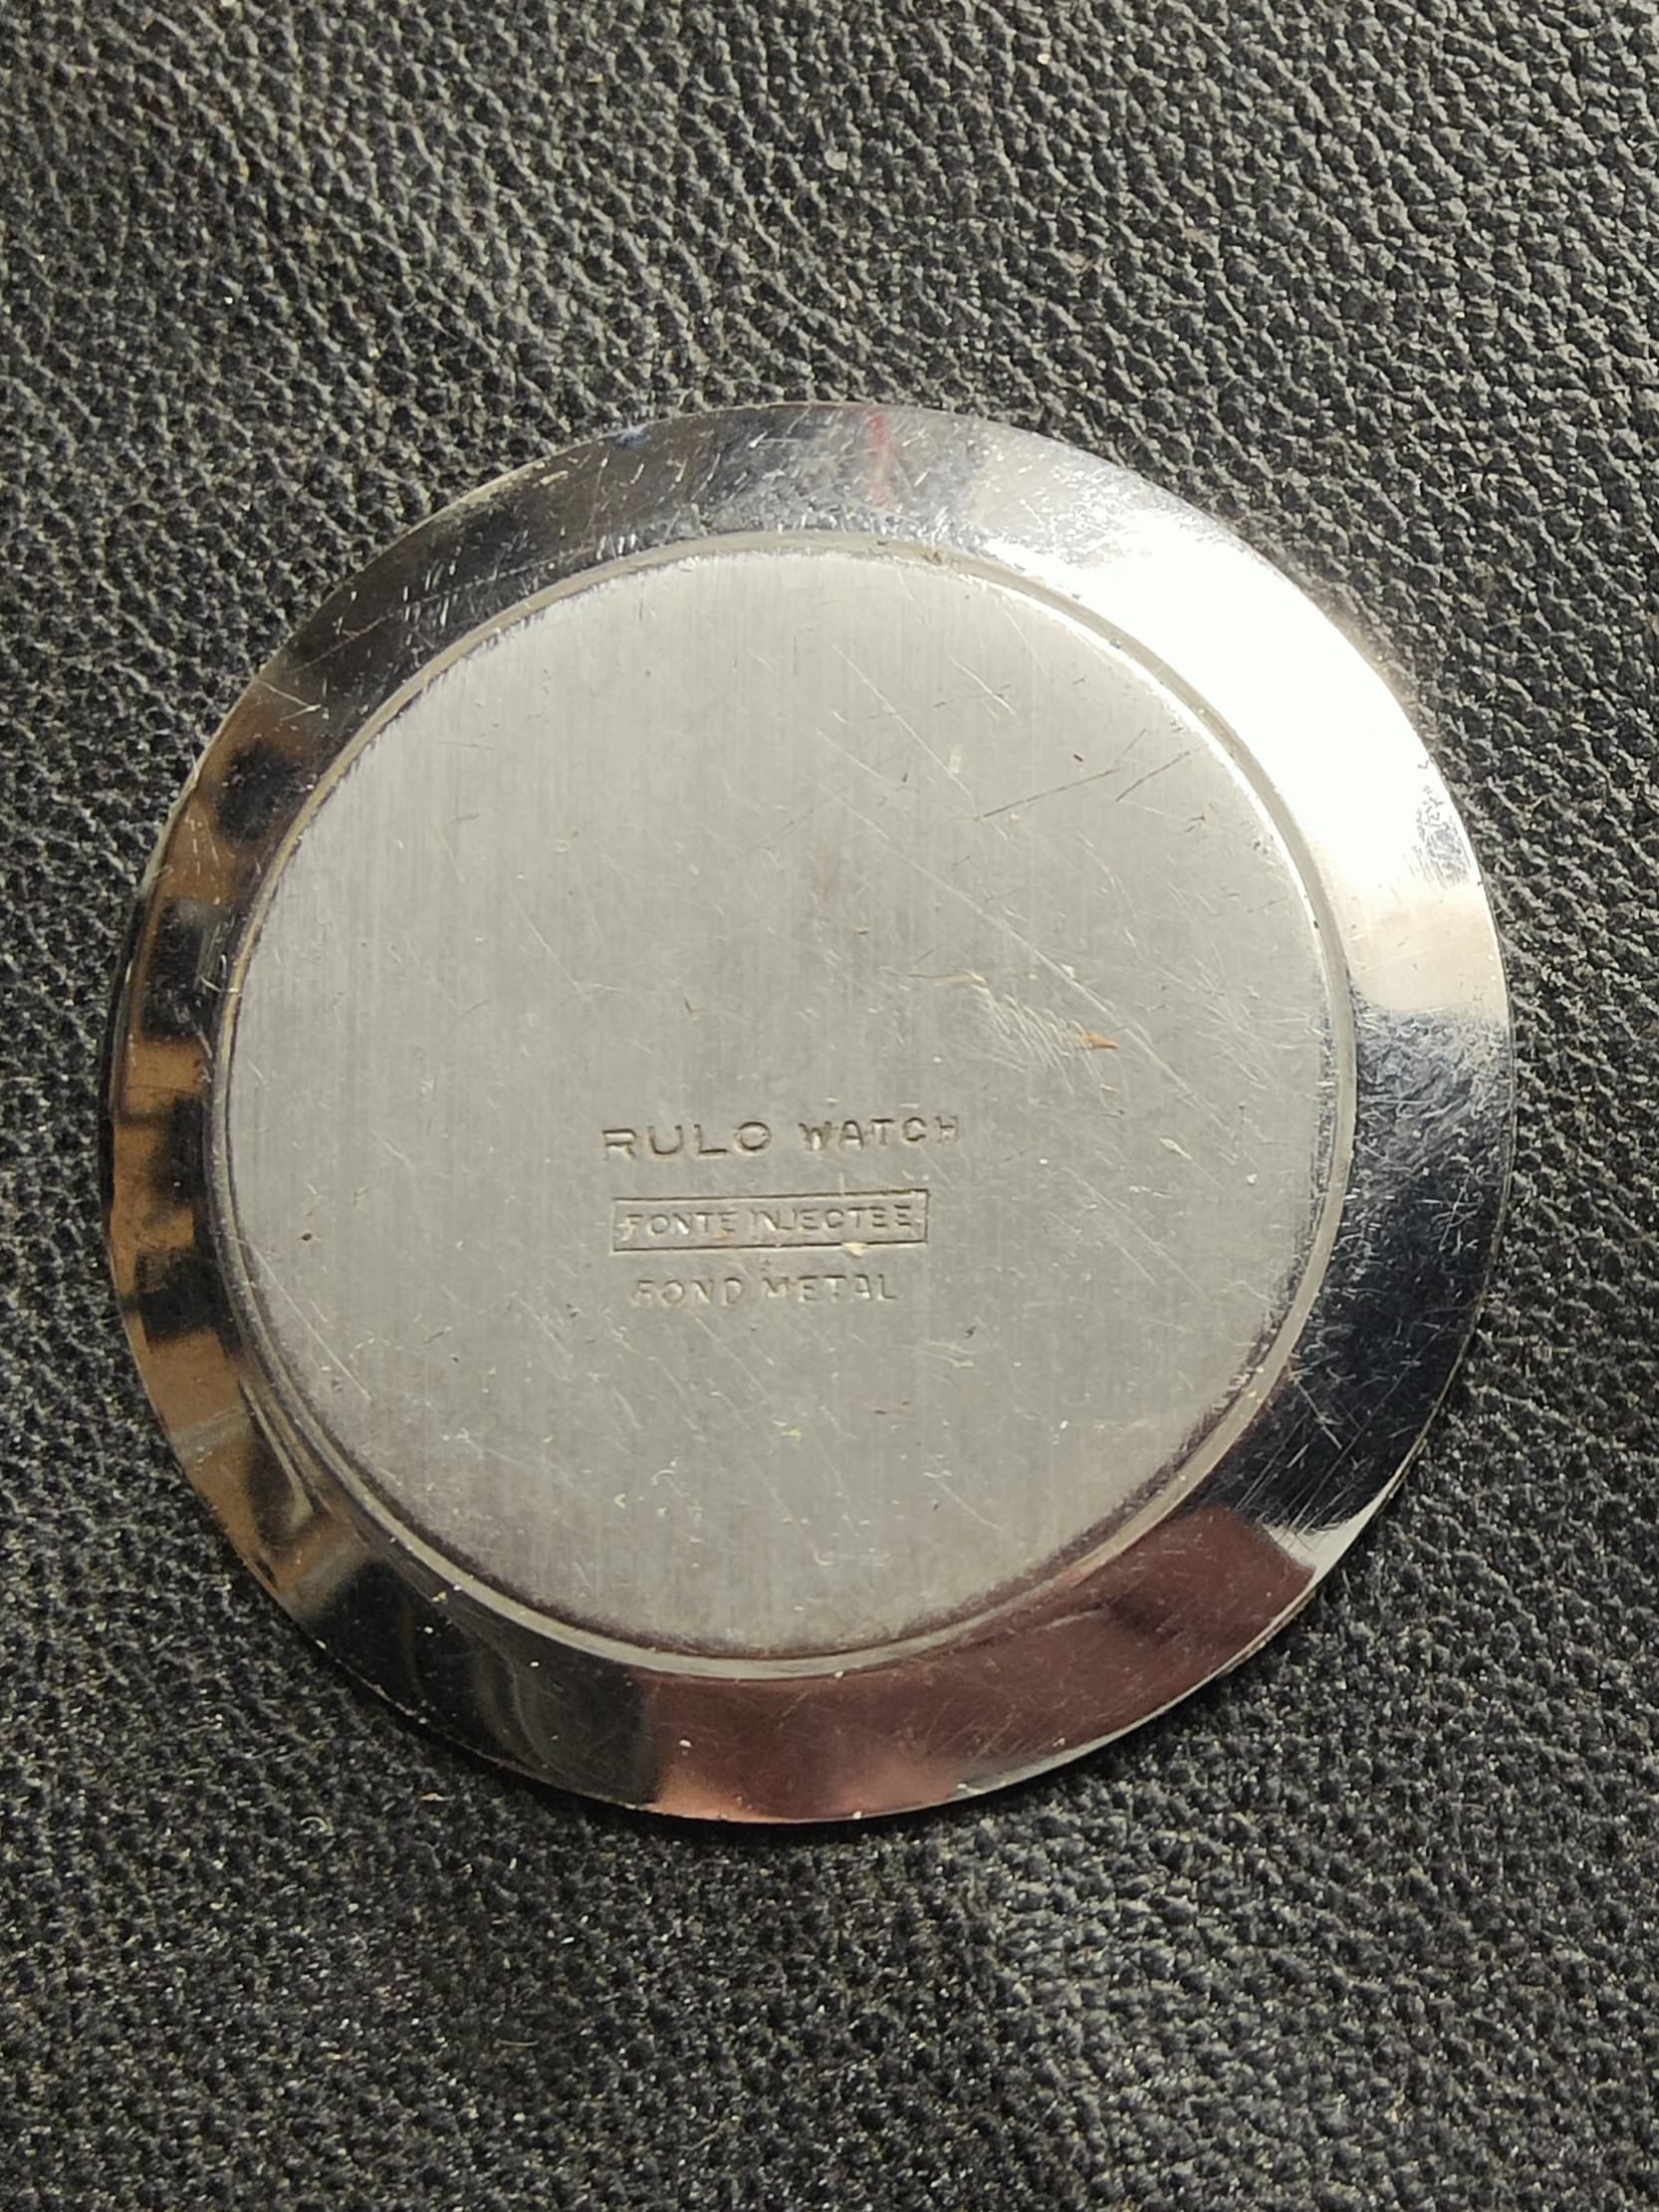 RULO WATCH
FONTE INJECTEE
FOND METAL